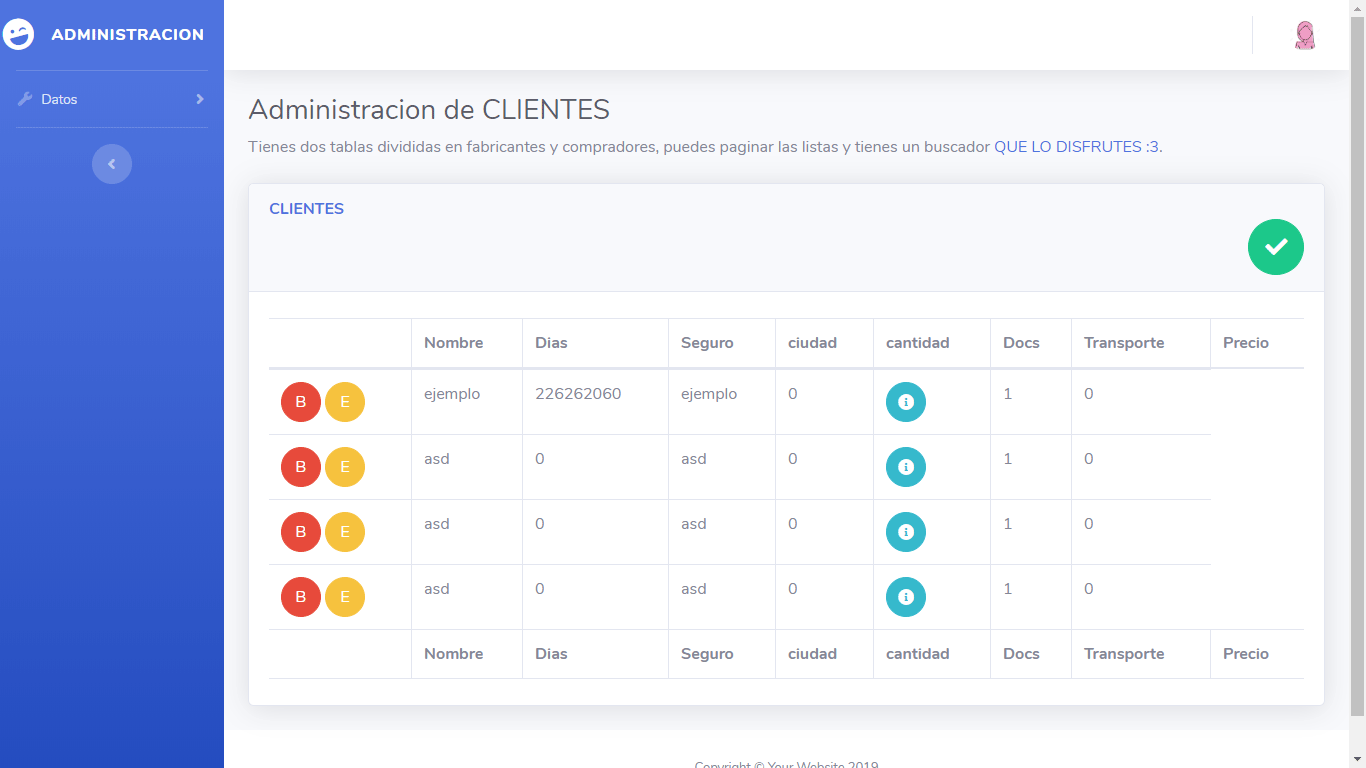 ADMINISTRACION
Datos
Administracion de CLIENTES
Tienes dos tablas divididas en fabricantes y compradores, puedes paginar las listas y tienes un buscador QUE LO DISFRUTES :3.
CLIENTES
Nombre Dias Seguro ciudad cantidad Docs Transporte Precio
B E ejemplo 226262060 ejemplo 0 1 0
B E asd 0 asd 0 1 0
B E asd 0 asd 0 1 0
B E asd 0 asd 0 1 0
Nombre Dias Seguro ciudad cantidad Docs Transporte Precio
Copyright © Your Website 2019